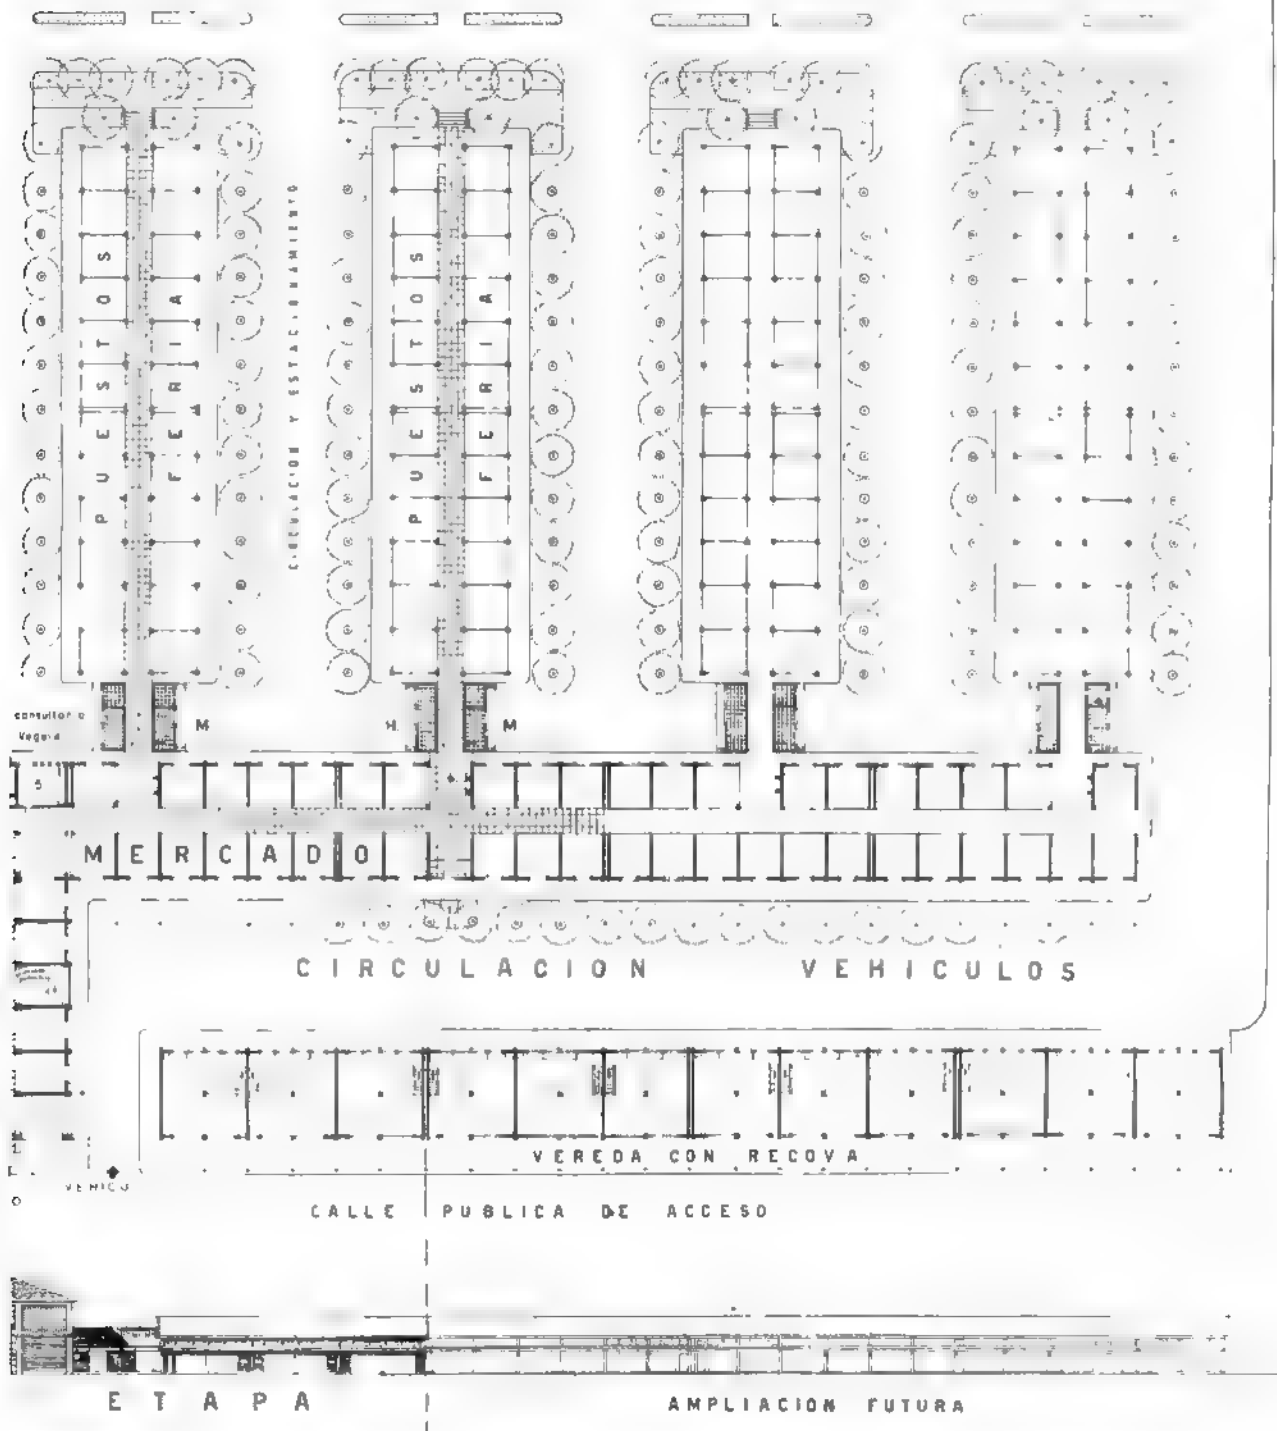 PUESTOS
FERIA
CIRCULACION Y ESTACIONAMIENTO
PUESTOS
FERIA
consultorio
M
H
M
5
MERCADO
CIRCULACION VEHICULOS
VEREDA CON RECOVA
CALLE PUBLICA DE ACCESO
ETAPA
AMPLIACION FUTURA